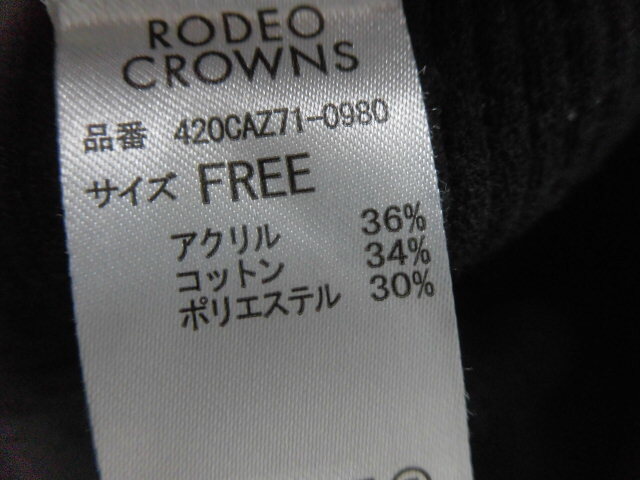 RODEO
CROWNS
品番 420CAZ71-0980
サイズ FREE
アクリル 36%
コットン 34%
ポリエステル 30%